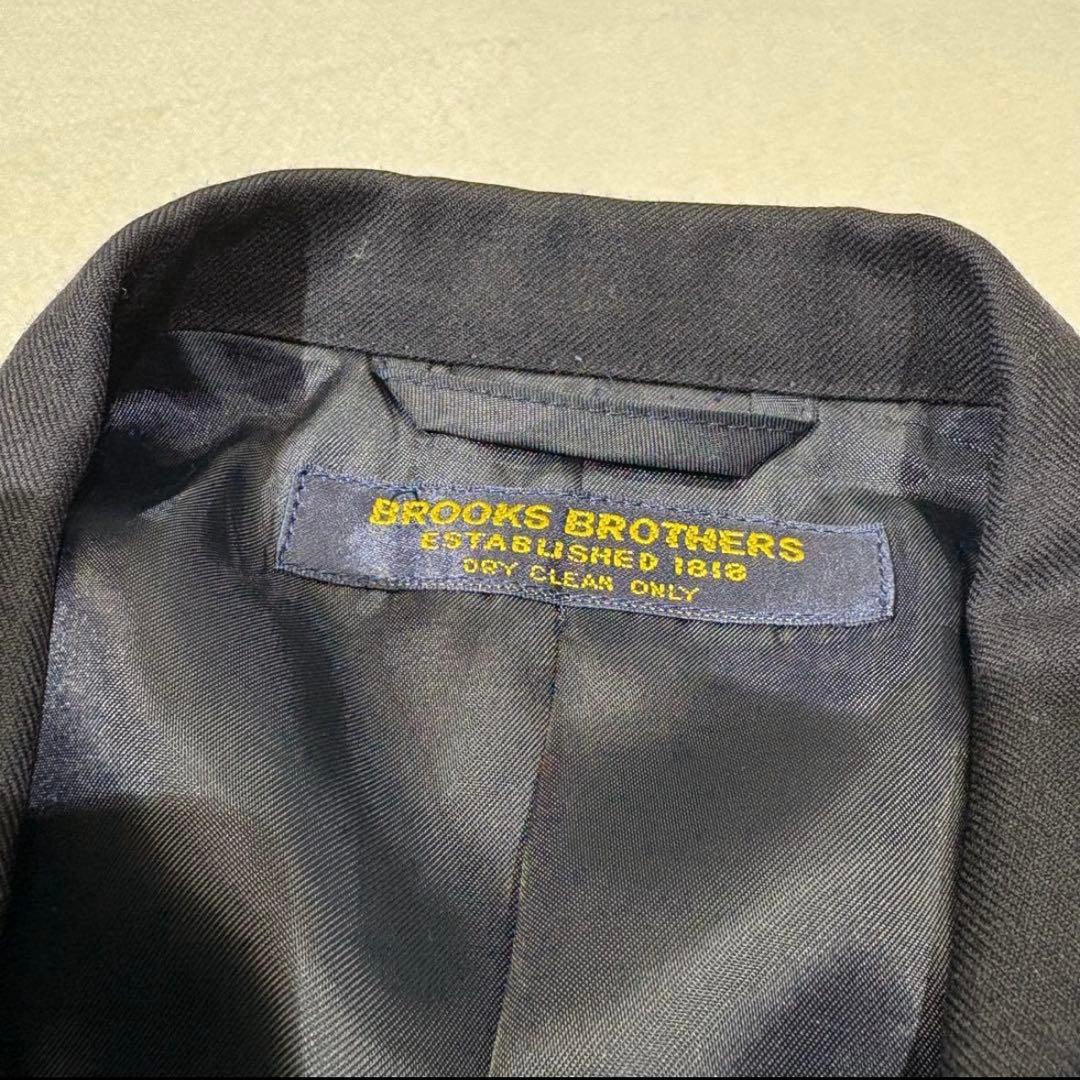 BROOKS BROTHERS
ESTABLISHED 1818
DRY CLEAN ONLY